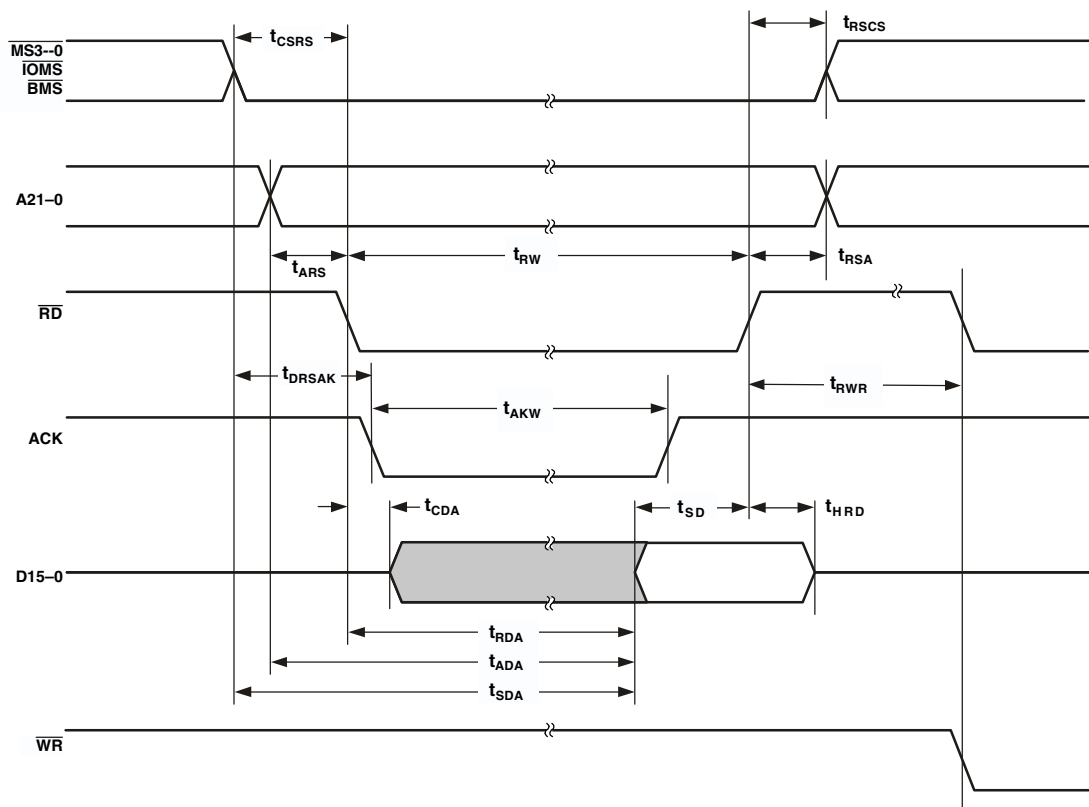 tCSRS
tRSCS
MS3--0
IOMS
BMS
A21–0
tARS
tRW
tRSA
RD
tDRSAK
tAKW
tRWR
ACK
tCDA
tSD
tHRD
D15–0
tRDA
tADA
tSDA
WR